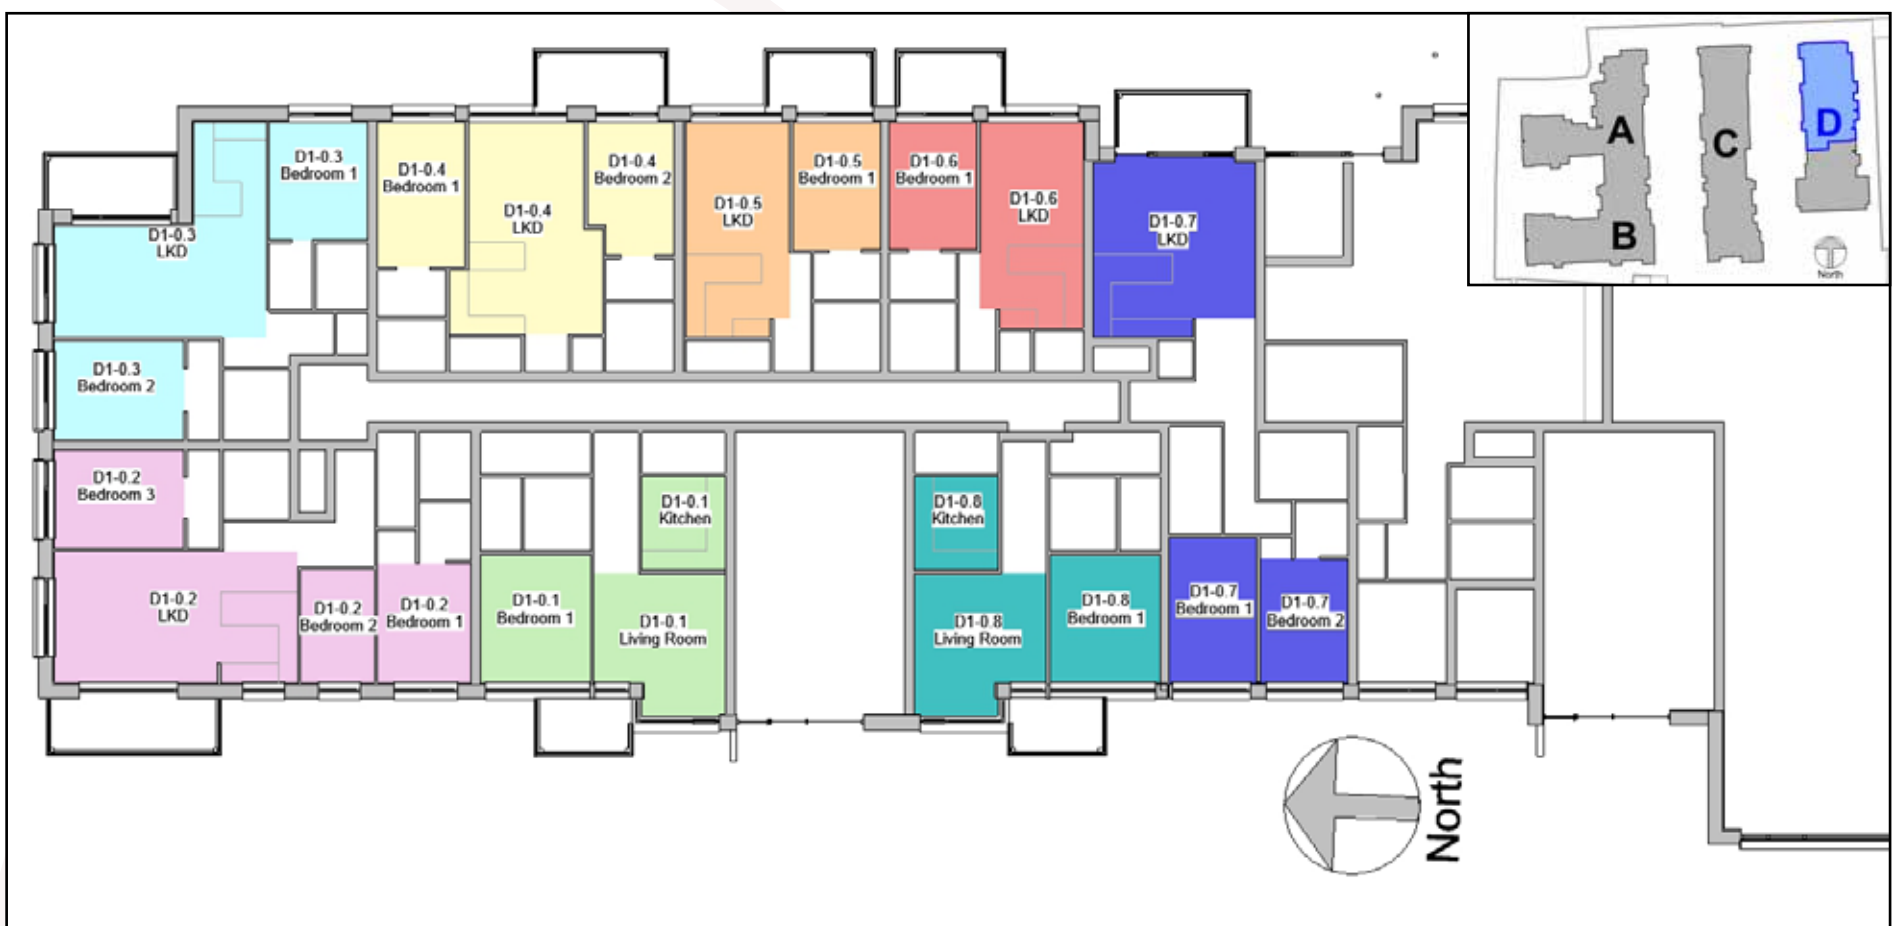 D1-0.3
Bedroom 1
D1-0.4
Bedroom 1
D1-0.4
Bedroom 2
D1-0.5
Bedroom 1
D1-0.6
Bedroom 1
D1-0.3
LKD
D1-0.4
LKD
D1-0.5
LKD
D1-0.6
LKD
D1-0.7
LKD
A
B
C
D
North
D1-0.3
Bedroom 2
D1-0.2
Bedroom 3
D1-0.1
Kitchen
D1-0.8
Kitchen
D1-0.2
LKD
D1-0.2
Bedroom 2
D1-0.2
Bedroom 1
D1-0.1
Bedroom 1
D1-0.1
Living Room
D1-0.8
Living Room
D1-0.8
Bedroom 1
D1-0.7
Bedroom 1
D1-0.7
Bedroom 2
North